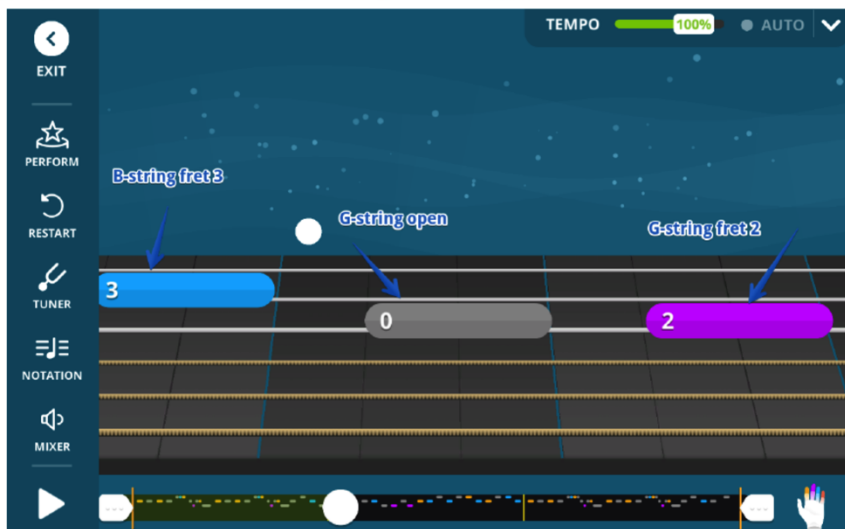 TEMPO 100% AUTO
EXIT
PERFORM
B-string fret 3
RESTART
G-string open
G-string fret 2
TUNER
3
0
2
NOTATION
MIXER